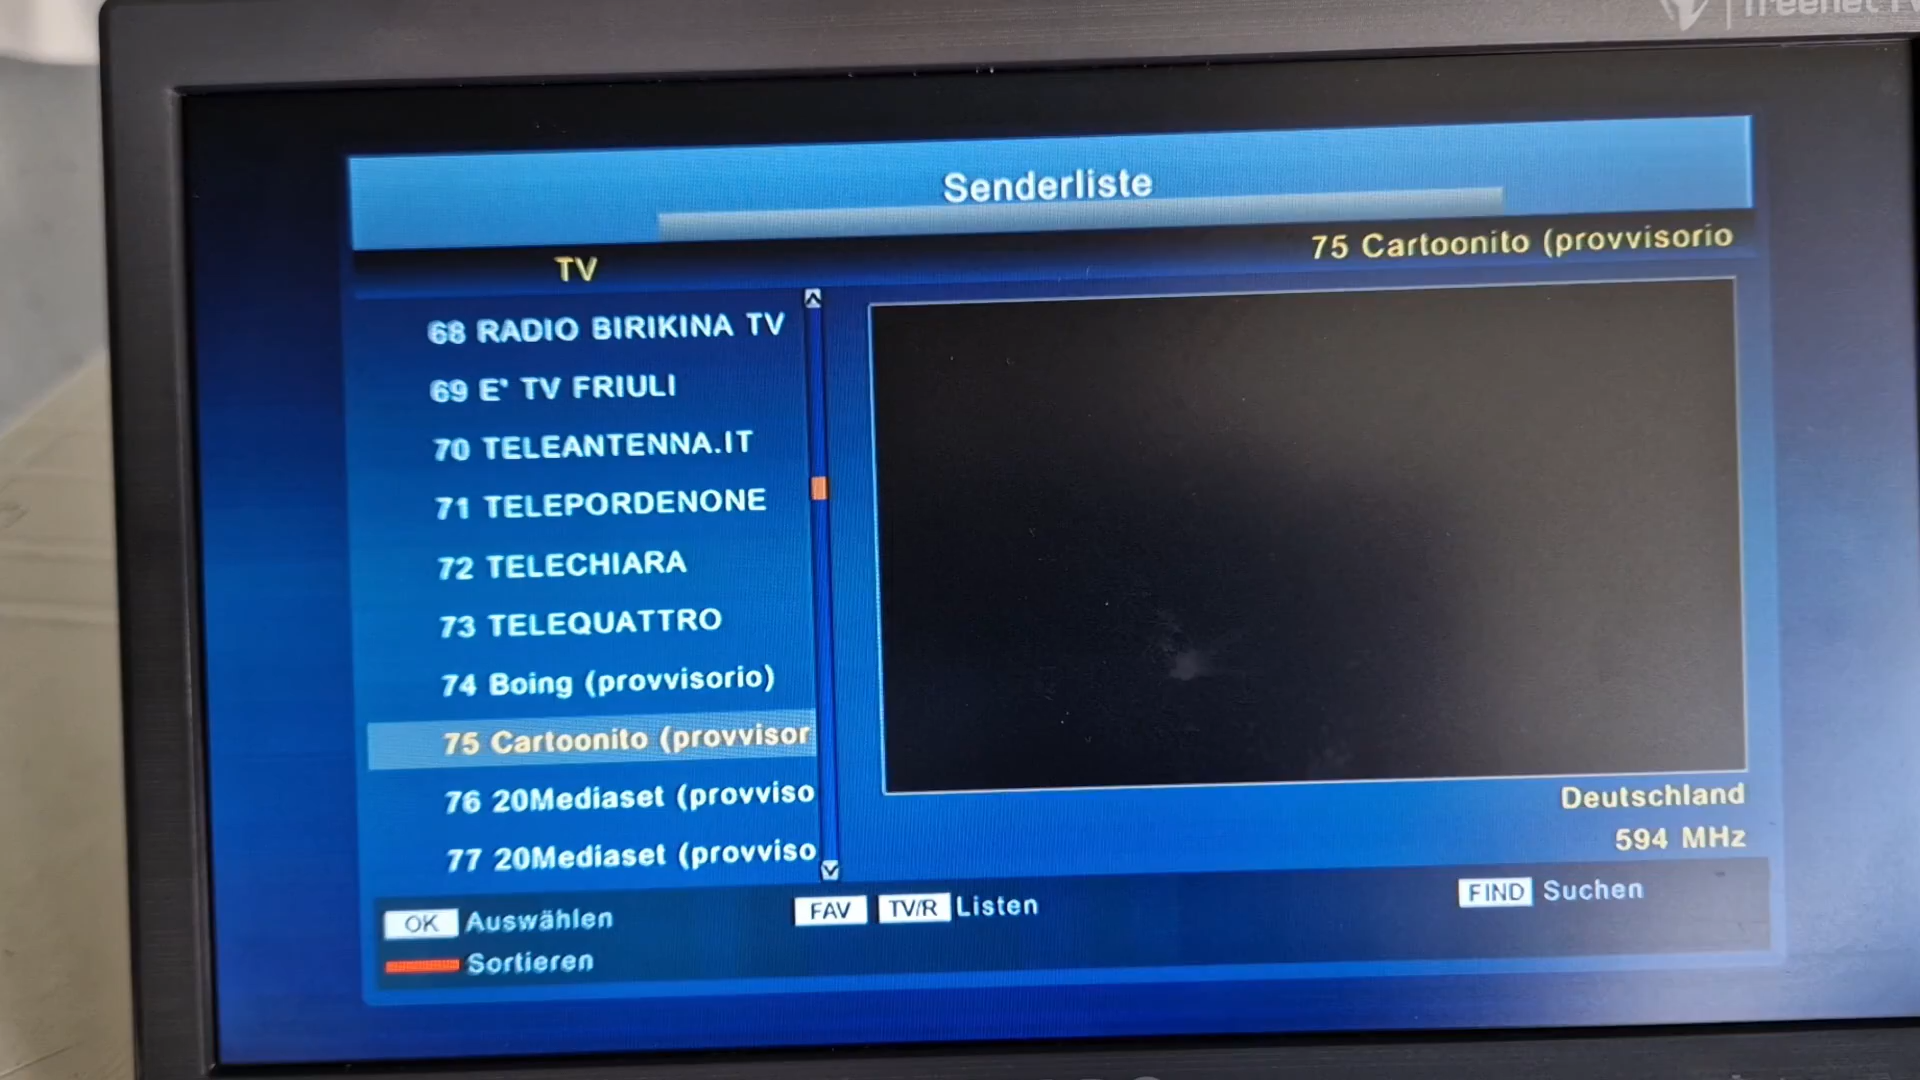 freenet TV
Senderliste
TV
75 Cartoonito (provvisorio
68 RADIO BIRIKINA TV
69 E' TV FRIULI
70 TELEANTENNA.IT
71 TELEPORDENONE
72 TELECHIARA
73 TELEQUATTRO
74 Boing (provvisorio)
75 Cartoonito (provvisor
76 20Mediaset (provviso
77 20Mediaset (provviso
Deutschland
594 MHz
OK Auswählen
FAV TV/R Listen
FIND Suchen
Sortieren